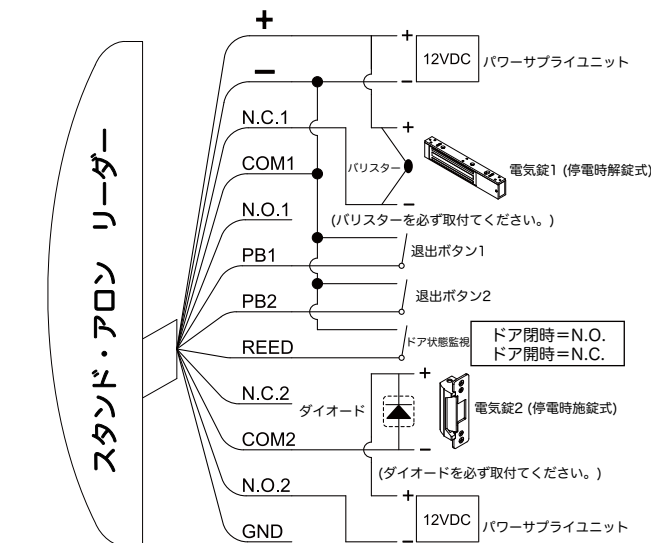 スタンド・アロン リーダー
+
−
N.C.1
COM1
N.O.1
PB1
PB2
REED
N.C.2
COM2
N.O.2
GND
+
12VDC
パワーサプライユニット
−
+
バリスター
電気錠1 (停電時解錠式)
−
(バリスターを必ず取付てください。)
退出ボタン1
退出ボタン2
ドア状態監視
ドア閉時=N.O.
ドア開時=N.C.
+
ダイオード
電気錠2 (停電時施錠式)
−
(ダイオードを必ず取付てください。)
+
12VDC
パワーサプライユニット
−